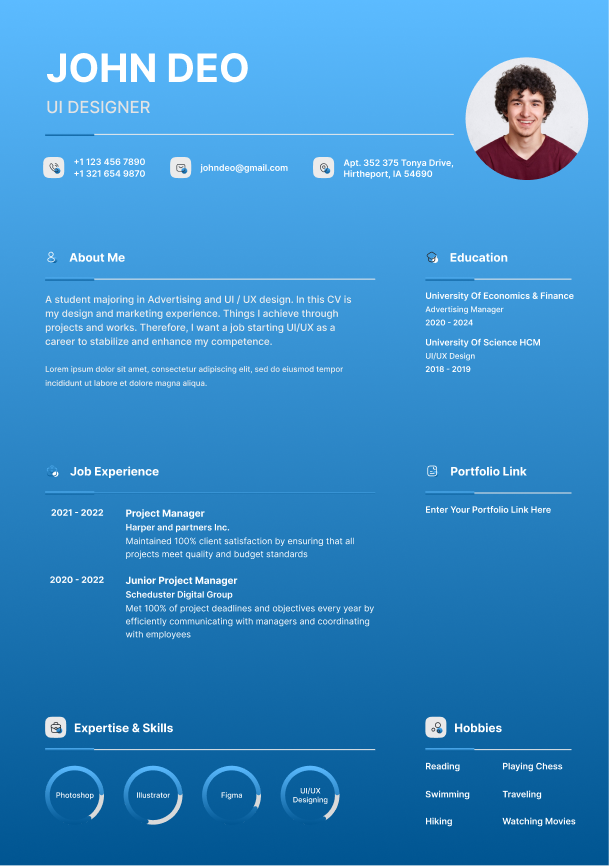 JOHN DEO
UI DESIGNER
+1 123 456 7890
+1 321 654 9870
johndeo@gmail.com
Apt. 352 375 Tonya Drive,
Hirtheport, IA 54690
About Me
A student majoring in Advertising and UI / UX design. In this CV is
my design and marketing experience. Things I achieve through
projects and works. Therefore, I want a job starting UI/UX as a
career to stabilize and enhance my competence.
Lorem ipsum dolor sit amet, consectetur adipiscing elit, sed do eiusmod tempor
incididunt ut labore et dolore magna aliqua.
Education
University Of Economics & Finance
Advertising Manager
2020 - 2024
University Of Science HCM
UI/UX Design
2018 - 2019
Job Experience
2021 - 2022
Project Manager
Harper and partners Inc.
Maintained 100% client satisfaction by ensuring that all
projects meet quality and budget standards
2020 - 2022
Junior Project Manager
Scheduster Digital Group
Met 100% of project deadlines and objectives every year by
efficiently communicating with managers and coordinating
with employees
Portfolio Link
Enter Your Portfolio Link Here
Expertise & Skills
Photoshop
Illustrator
Figma
UI/UX
Designing
Hobbies
Reading
Playing Chess
Swimming
Traveling
Hiking
Watching Movies